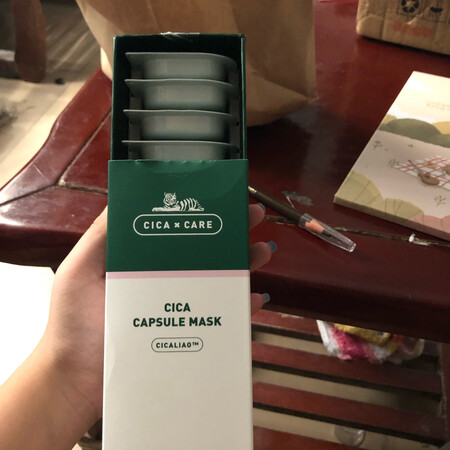 CICA × CARE
CICA
CAPSULE MASK
CICALIAO™